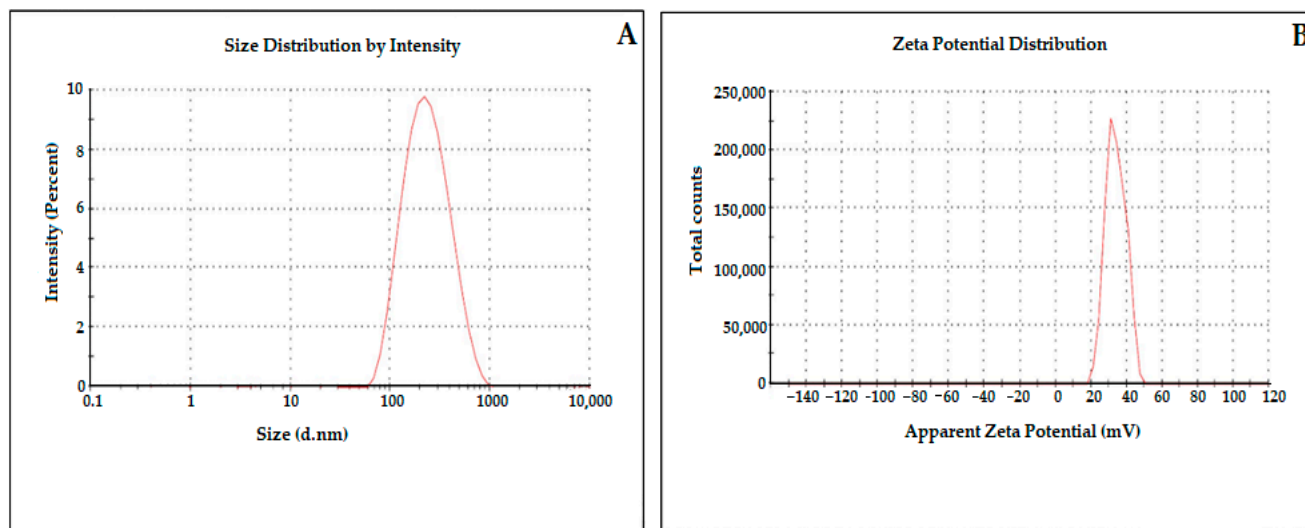 A
Size Distribution by Intensity
10
8
6
4
2
0
Intensity (Percent)
0.1 1 10 100 1000 10,000
Size (d.nm)
B
Zeta Potential Distribution
250,000
200,000
150,000
100,000
50,000
0
Total counts
−140 −120 −100 −80 −60 −40 −20 0 20 40 60 80 100 120
Apparent Zeta Potential (mV)